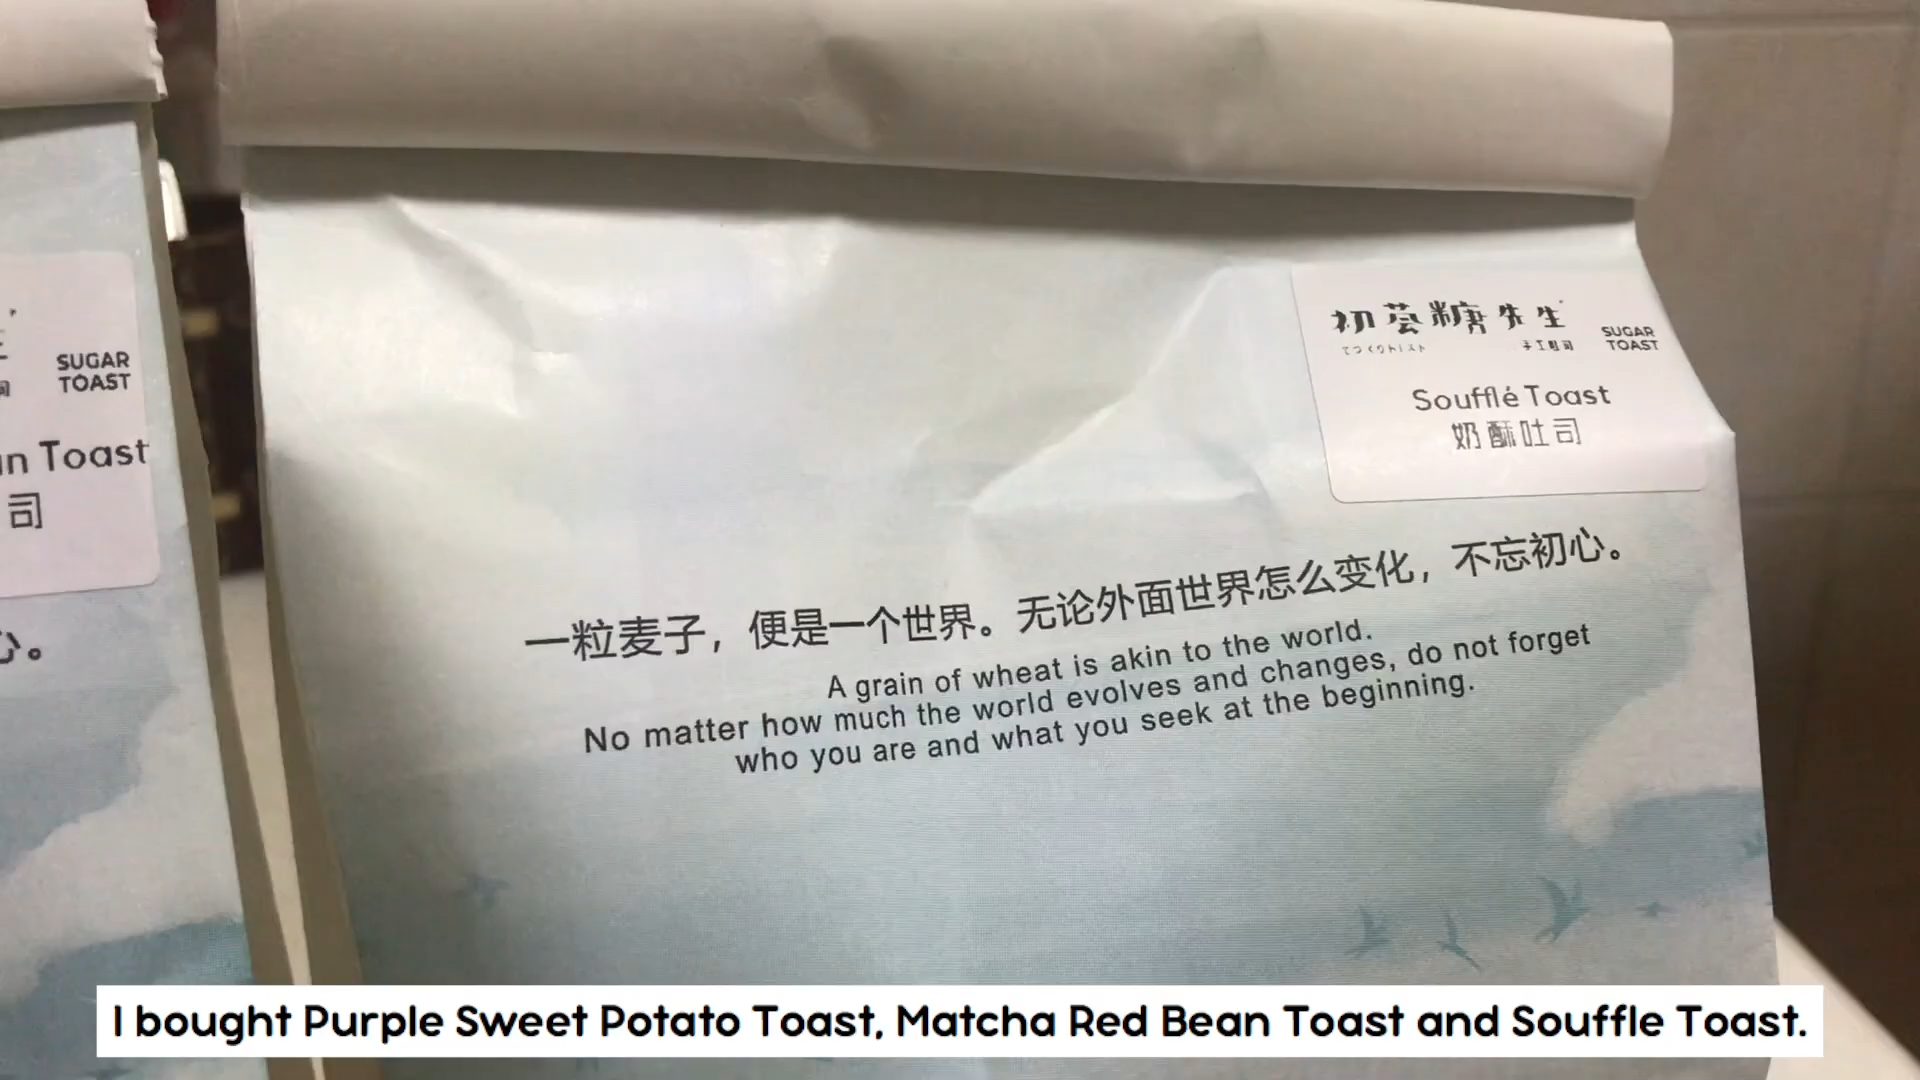 SUGAR
TOAST
Toast
司
心。
初芸糖先生
手工吐司
SUGAR
TOAST
Soufflé Toast
奶酥吐司
一粒麦子，便是一个世界。无论外面世界怎么变化，不忘初心。
A grain of wheat is akin to the world.
No matter how much the world evolves and changes, do not forget
who you are and what you seek at the beginning.
I bought Purple Sweet Potato Toast, Matcha Red Bean Toast and Souffle Toast.